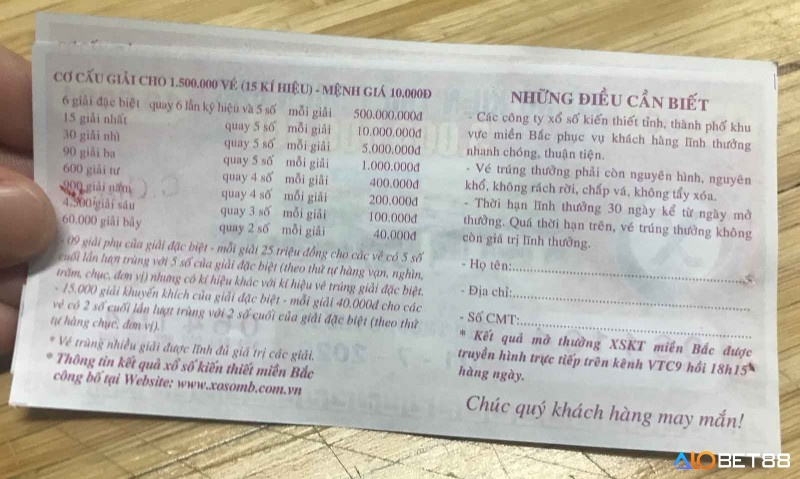 CƠ CẤU GIẢI CHO 1.500.000 VÉ (15 KÍ HIỆU) - MỆNH GIÁ 10.000Đ
6 giải đặc biệt quay 6 lần ký hiệu và 5 số mỗi giải 500.000.000đ
15 giải nhất quay 5 số mỗi giải 10.000.000đ
30 giải nhì quay 5 số mỗi giải 5.000.000đ
90 giải ba quay 5 số mỗi giải 1.000.000đ
600 giải tư quay 4 số mỗi giải 400.000đ
900 giải năm quay 4 số mỗi giải 200.000đ
4.500 giải sáu quay 3 số mỗi giải 100.000đ
60.000 giải bảy quay 2 số mỗi giải 40.000đ
- 09 giải phụ của giải đặc biệt - mỗi giải 25 triệu đồng cho các vé có 5 số
cuối lần lượt trùng với 5 số của giải đặc biệt (theo thứ tự hàng vạn, nghìn,
trăm, chục, đơn vị) nhưng có kí hiệu khác với kí hiệu vé trúng giải đặc biệt.
- 15.000 giải khuyến khích của giải đặc biệt - mỗi giải 40.000đ cho các
vé có 2 số cuối lần lượt trùng với 2 số cuối của giải đặc biệt (theo thứ
tự hàng chục, đơn vị).
* Vé trúng nhiều giải được lĩnh đủ giá trị các giải.
* Thông tin kết quả xổ số kiến thiết miền Bắc
công bố tại Website: www.xosomb.com.vn
NHỮNG ĐIỀU CẦN BIẾT
- Các công ty xổ số kiến thiết tỉnh, thành phố khu
vực miền Bắc phục vụ khách hàng lĩnh thưởng
nhanh chóng, thuận tiện.
- Vé trúng thưởng phải còn nguyên hình, nguyên
khổ, không rách rời, chấp vá, không tẩy xóa.
- Thời hạn lĩnh thưởng 30 ngày kể từ ngày mở
thưởng. Quá thời hạn trên, vé trúng thưởng không
còn giá trị lĩnh thưởng.
- Họ tên:
- Địa chỉ:
- Số CMT:
* Kết quả mở thưởng XSKT miền Bắc được
truyền hình trực tiếp trên kênh VTC9 hồi 18h15'
hàng ngày.
Chúc quý khách hàng may mắn!
AIOBET88